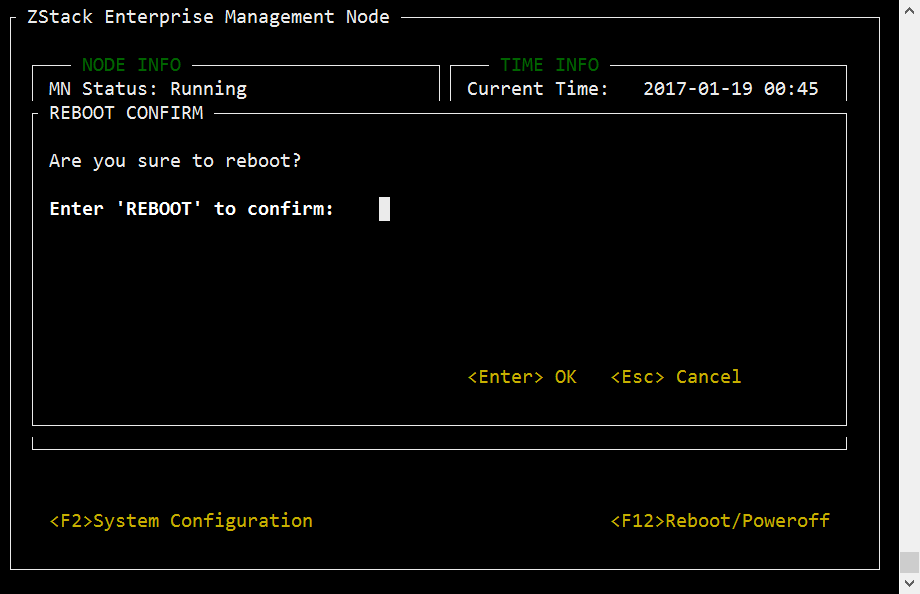 ZStack Enterprise Management Node
NODE INFO
TIME INFO
MN Status: Running
Current Time: 2017-01-19 00:45
REBOOT CONFIRM
Are you sure to reboot?
Enter 'REBOOT' to confirm:
<Enter> OK <Esc> Cancel
<F2>System Configuration
<F12>Reboot/Poweroff